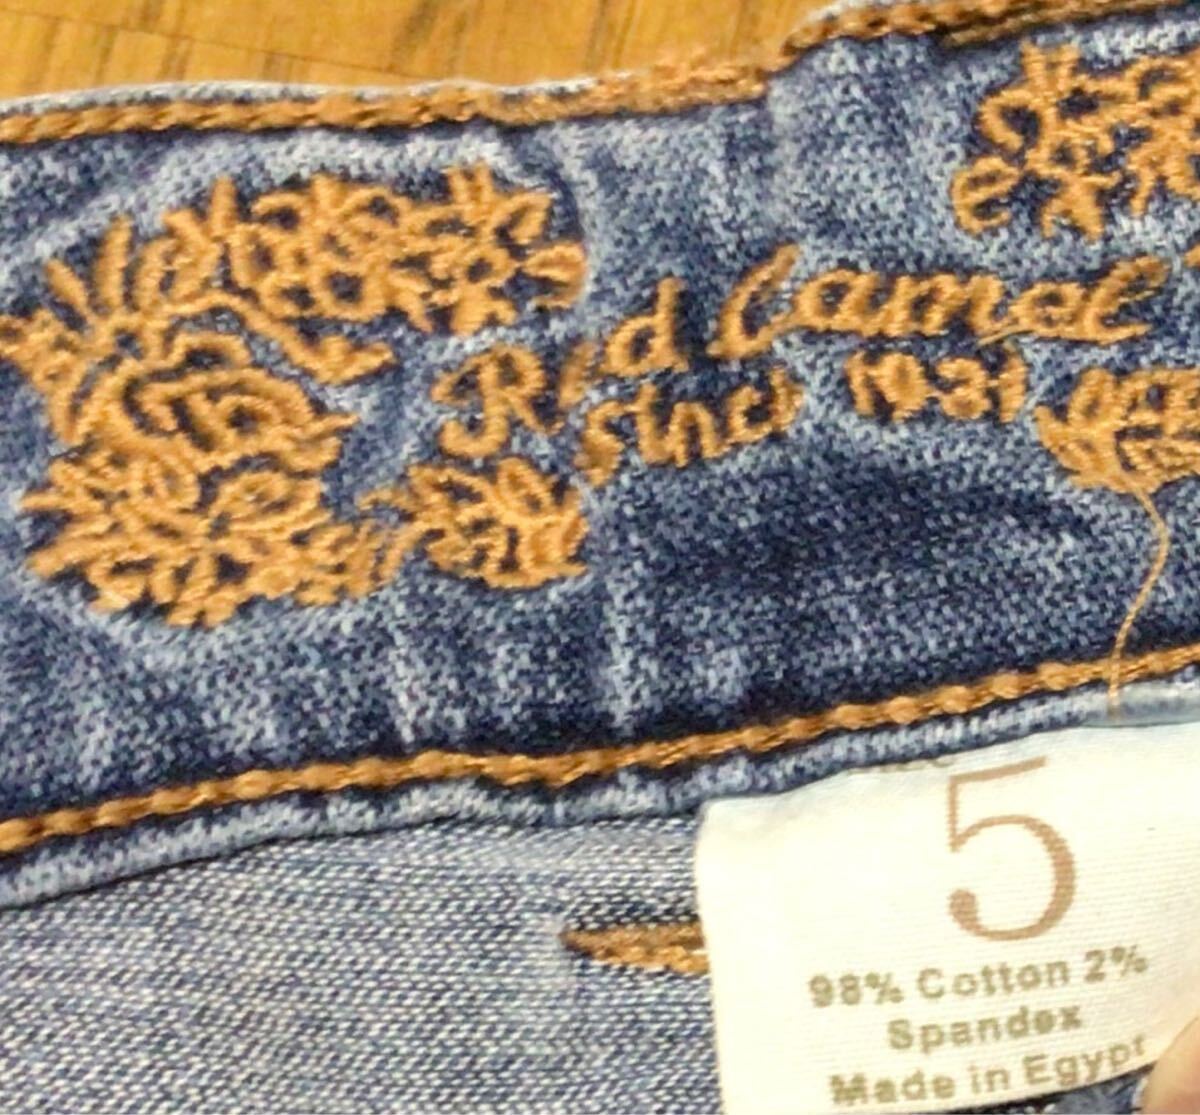 Red Camel
since 1931
5
98% Cotton 2%
Spandex
Made in Egypt